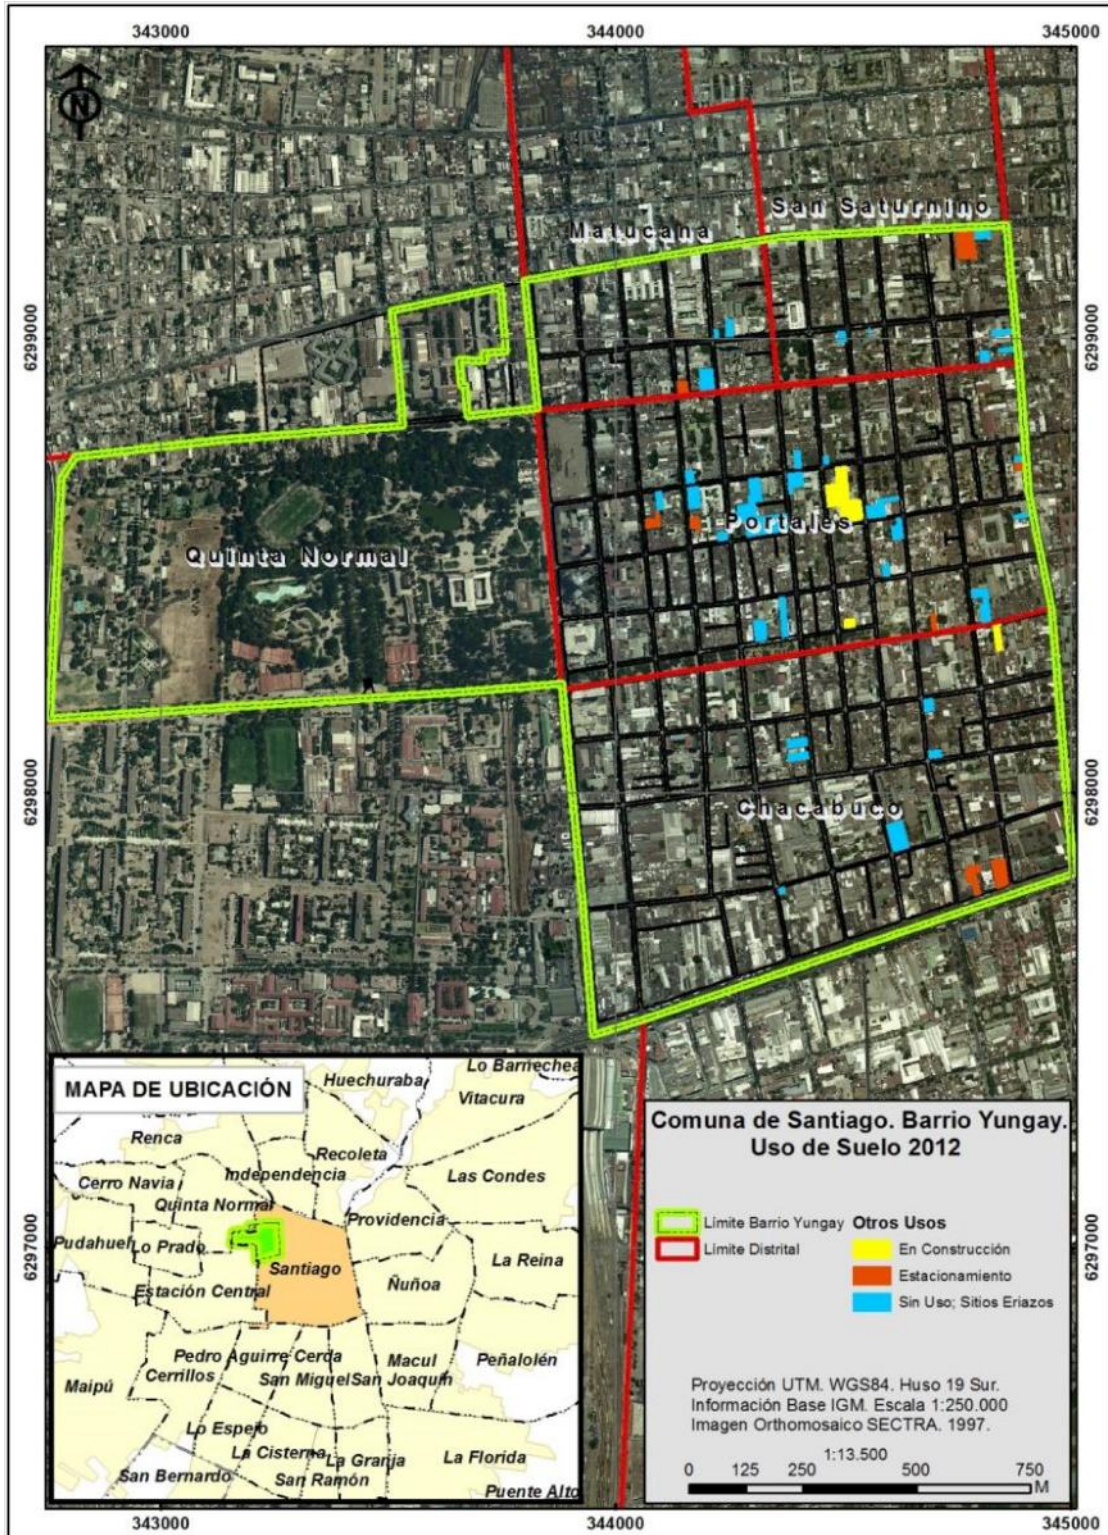 343000 344000 345000
N
San Saturnino
Matucana
6299000 6299000
Portales
Quinta Normal
6298000 6298000
Chacabuco
MAPA DE UBICACIÓN
Lo Barnechea
Huechuraba
Vitacura
Renca
Recoleta
Independencia
Las Condes
Cerro Navia
Quinta Normal
Providencia
Pudahuel
Lo Prado
La Reina
Santiago
Ñuñoa
Estación Central
Pedro Aguirre Cerda
Macul
Peñalolén
Cerrillos
San Miguel
San Joaquín
Maipú
Lo Espejo
La Cisterna
La Granja
La Florida
San Bernardo
San Ramón
Puente Alto
6297000 6297000
Comuna de Santiago. Barrio Yungay.
Uso de Suelo 2012
Límite Barrio Yungay
Límite Distrital
Otros Usos
En Construcción
Estacionamiento
Sin Uso; Sitios Eriazos
Proyección UTM. WGS84. Huso 19 Sur.
Información Base IGM. Escala 1:250.000
Imagen Orthomosaico SECTRA. 1997.
1:13.500
0 125 250 500 750
M
343000 344000 345000